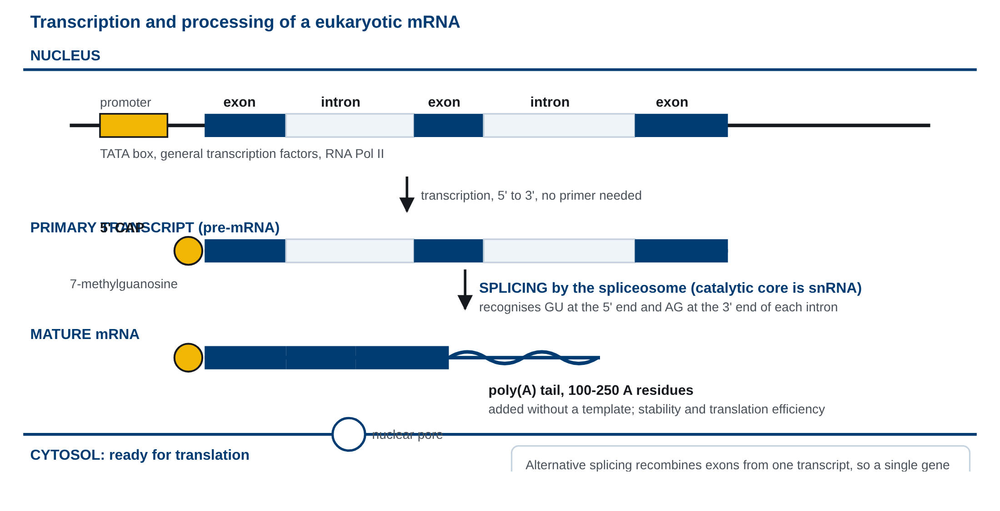 Transcription and processing of a eukaryotic mRNA
NUCLEUS
promoter
exon
intron
exon
intron
exon
TATA box, general transcription factors, RNA Pol II
transcription, 5' to 3', no primer needed
PRIMARY TRANSCRIPT (pre-mRNA)
5' CAP
7-methylguanosine
SPLICING by the spliceosome (catalytic core is snRNA)
recognises GU at the 5' end and AG at the 3' end of each intron
MATURE mRNA
poly(A) tail, 100-250 A residues
added without a template; stability and translation efficiency
nuclear pore
CYTOSOL: ready for translation
Alternative splicing recombines exons from one transcript, so a single gene